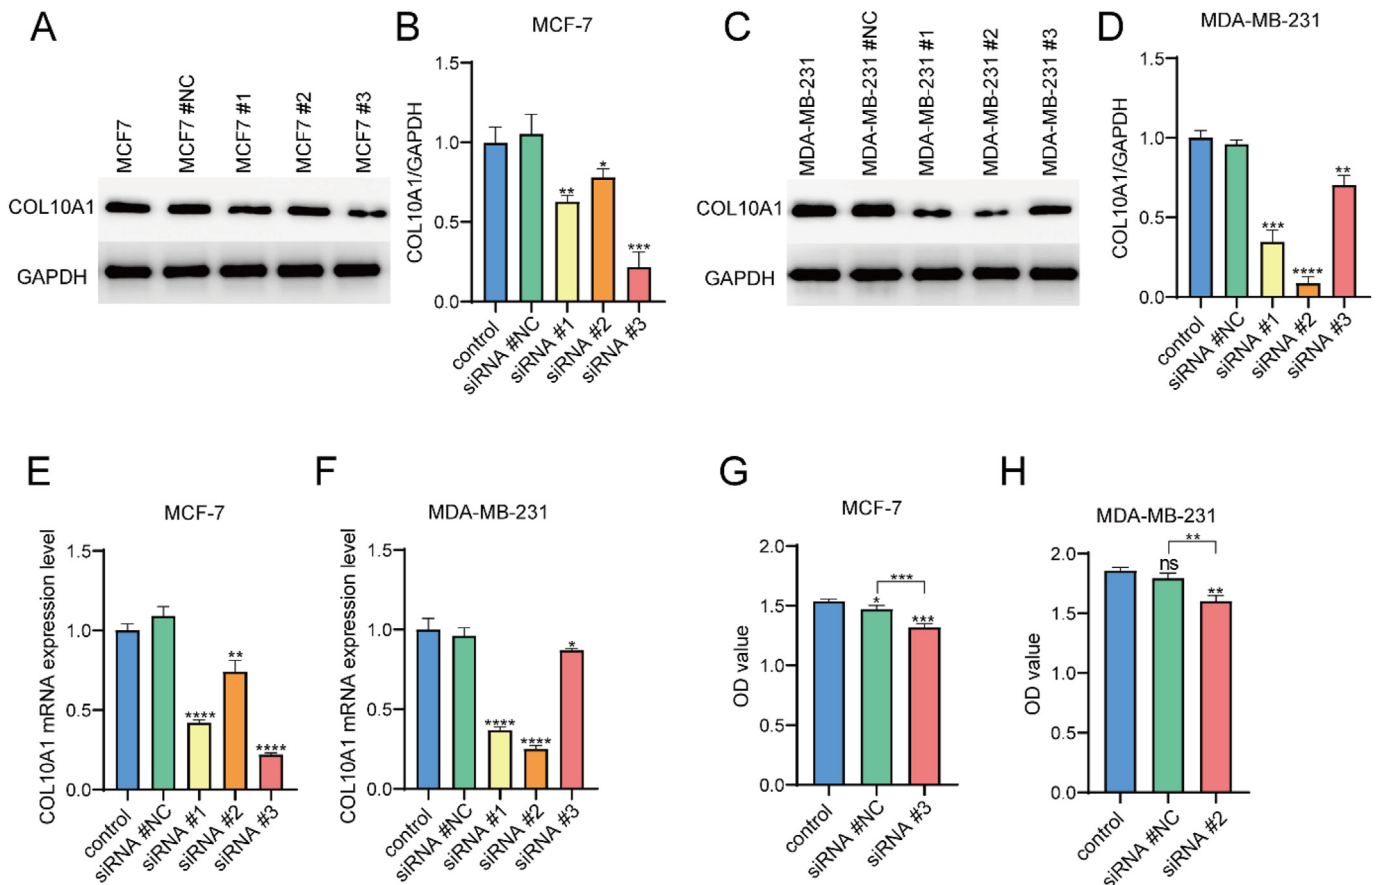 A
MCF7
MCF7 #NC
MCF7 #1
MCF7 #2
MCF7 #3
COL10A1
GAPDH
B
MCF-7
COL10A1/GAPDH
1.5
1.0
0.5
0.0
**
*
***
control
siRNA #NC
siRNA #1
siRNA #2
siRNA #3
C
MDA-MB-231
MDA-MB-231 #NC
MDA-MB-231 #1
MDA-MB-231 #2
MDA-MB-231 #3
COL10A1
GAPDH
D
MDA-MB-231
COL10A1/GAPDH
1.5
1.0
0.5
0.0
***
****
**
control
siRNA #NC
siRNA #1
siRNA #2
siRNA #3
E
MCF-7
COL10A1 mRNA expression level
1.5
1.0
0.5
0.0
****
**
****
control
siRNA #NC
siRNA #1
siRNA #2
siRNA #3
F
MDA-MB-231
COL10A1 mRNA expression level
1.5
1.0
0.5
0.0
****
****
*
control
siRNA #NC
siRNA #1
siRNA #2
siRNA #3
G
MCF-7
OD value
2.0
1.5
1.0
0.5
0.0
*
***
***
control
siRNA #NC
siRNA #3
H
MDA-MB-231
OD value
2.0
1.5
1.0
0.5
0.0
ns
**
**
control
siRNA #NC
siRNA #2